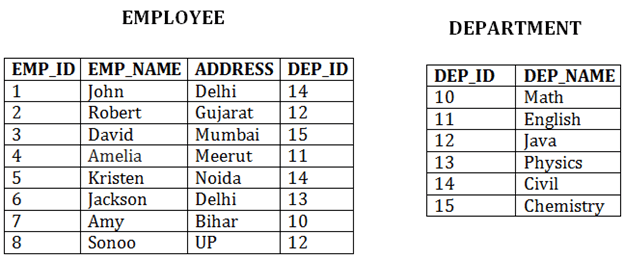 EMPLOYEE
EMP_ID EMP_NAME ADDRESS DEP_ID
1 John Delhi 14
2 Robert Gujarat 12
3 David Mumbai 15
4 Amelia Meerut 11
5 Kristen Noida 14
6 Jackson Delhi 13
7 Amy Bihar 10
8 Sonoo UP 12
DEPARTMENT
DEP_ID DEP_NAME
10 Math
11 English
12 Java
13 Physics
14 Civil
15 Chemistry